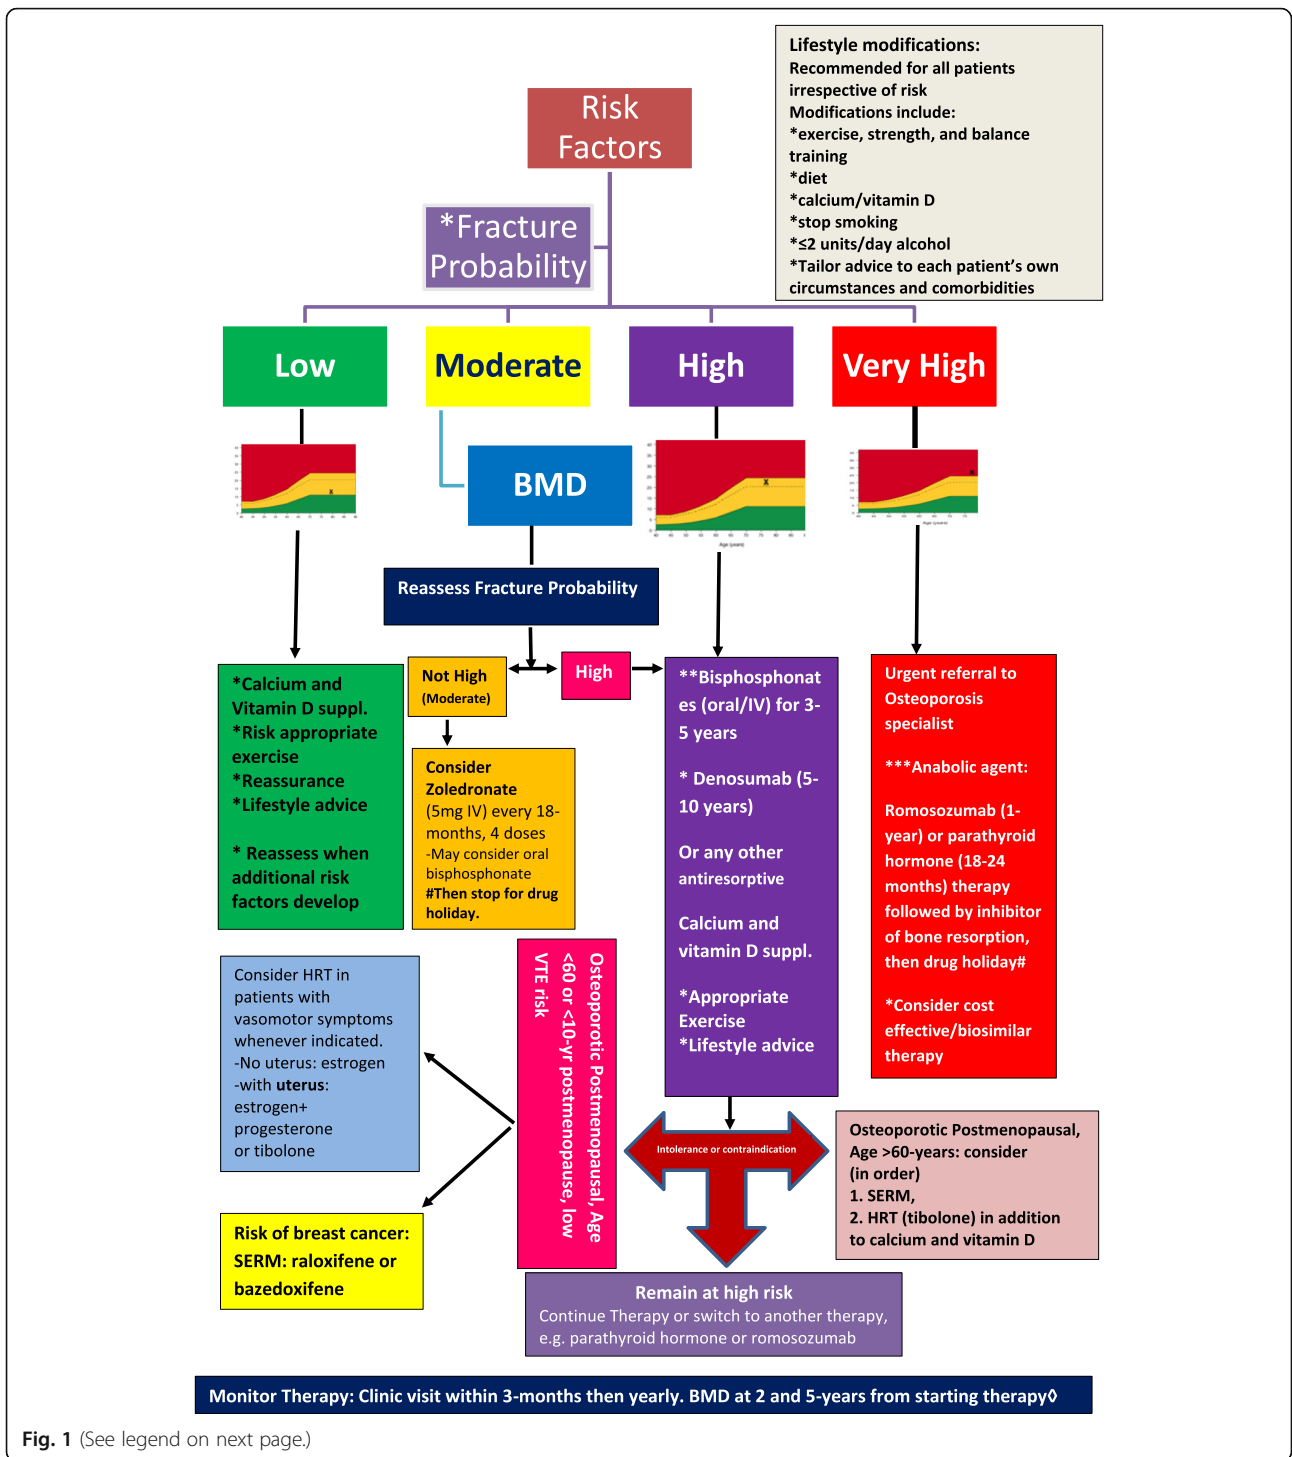 Lifestyle modifications:
Recommended for all patients
irrespective of risk
Modifications include:
*exercise, strength, and balance
training
*diet
*calcium/vitamin D
*stop smoking
*≤2 units/day alcohol
*Tailor advice to each patient's own
circumstances and comorbidities
Risk
Factors
*Fracture
Probability
Low
Moderate
High
Very High
BMD
X
X
Age (years)
X
Age (years)
Reassess Fracture Probability
Not High
(Moderate)
High
*Calcium and
Vitamin D suppl.
*Risk appropriate
exercise
*Reassurance
*Lifestyle advice
* Reassess when
additional risk
factors develop
Consider
Zoledronate
(5mg IV) every 18-
months, 4 doses
-May consider oral
bisphosphonate
#Then stop for drug
holiday.
**Bisphosphonat
es (oral/IV) for 3-
5 years
* Denosumab (5-
10 years)
Or any other
antiresorptive
Calcium and
vitamin D suppl.
*Appropriate
Exercise
*Lifestyle advice
Urgent referral to
Osteoporosis
specialist
***Anabolic agent:
Romosozumab (1-
year) or parathyroid
hormone (18-24
months) therapy
followed by inhibitor
of bone resorption,
then drug holiday#
*Consider cost
effective/biosimilar
therapy
Osteoporotic Postmenopausal, Age
<60 or <10-yr postmenopause, low
VTE risk
Consider HRT in
patients with
vasomotor symptoms
whenever indicated.
-No uterus: estrogen
-with uterus:
estrogen+
progesterone
or tibolone
Risk of breast cancer:
SERM: raloxifene or
bazedoxifene
Intolerance or contraindication
Osteoporotic Postmenopausal,
Age >60-years: consider
(in order)
1. SERM,
2. HRT (tibolone) in addition
to calcium and vitamin D
Remain at high risk
Continue Therapy or switch to another therapy,
e.g. parathyroid hormone or romosozumab
Monitor Therapy: Clinic visit within 3-months then yearly. BMD at 2 and 5-years from starting therapy◊
Fig. 1 (See legend on next page.)